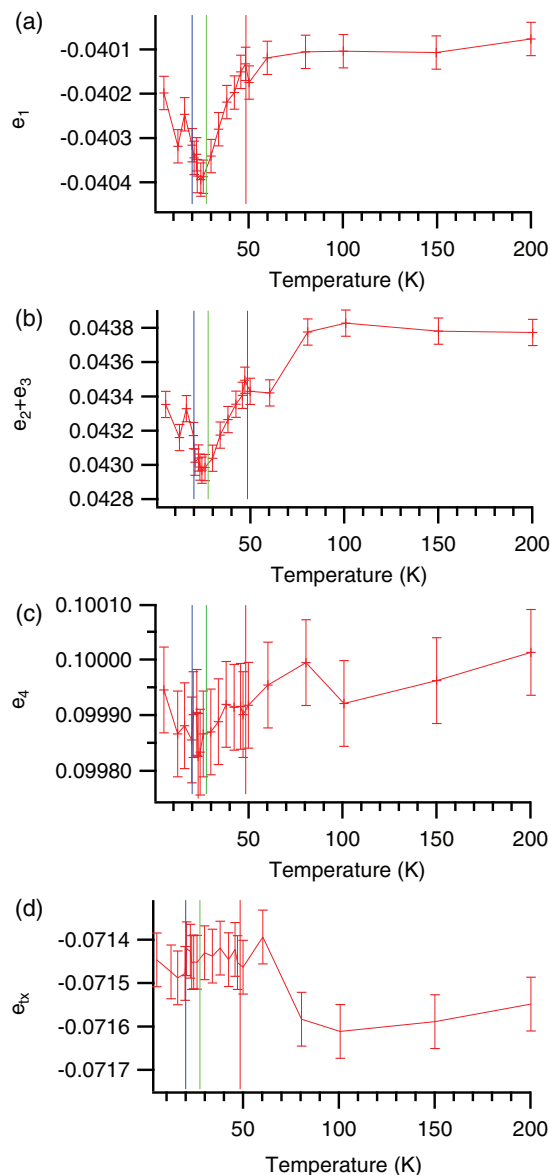 (a)
-0.0401
-0.0402
-0.0403
-0.0404
e1
50 100 150 200
Temperature (K)
(b)
0.0438
0.0436
0.0434
0.0432
0.0430
0.0428
e2+e3
50 100 150 200
Temperature (K)
(c)
0.10010
0.10000
0.09990
0.09980
e4
50 100 150 200
Temperature (K)
(d)
-0.0714
-0.0715
-0.0716
-0.0717
etx
50 100 150 200
Temperature (K)